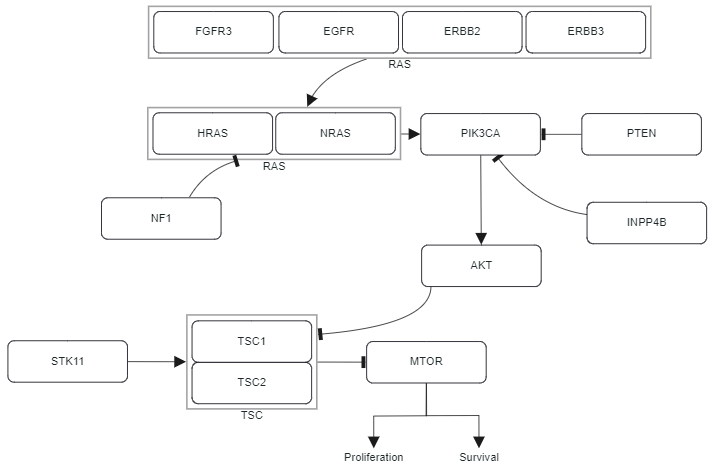 FGFR3 EGFR ERBB2 ERBB3
RAS
HRAS NRAS PIK3CA PTEN
RAS
NF1 INPP4B
AKT
TSC1
STK11 MTOR
TSC2
TSC
Proliferation Survival